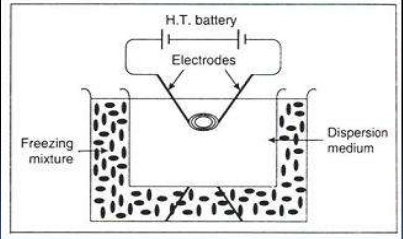 H.T. battery
Electrodes
Freezing
mixture
Dispersion
medium